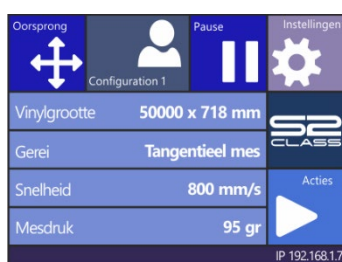 Oorsprong
Configuration 1
Pause
Instellingen
Vinylgrootte 50000 x 718 mm
Gerei Tangentieel mes
S2
CLASS
Snelheid 800 mm/s
Mesdruk 95 gr
Acties
IP 192.168.1.7